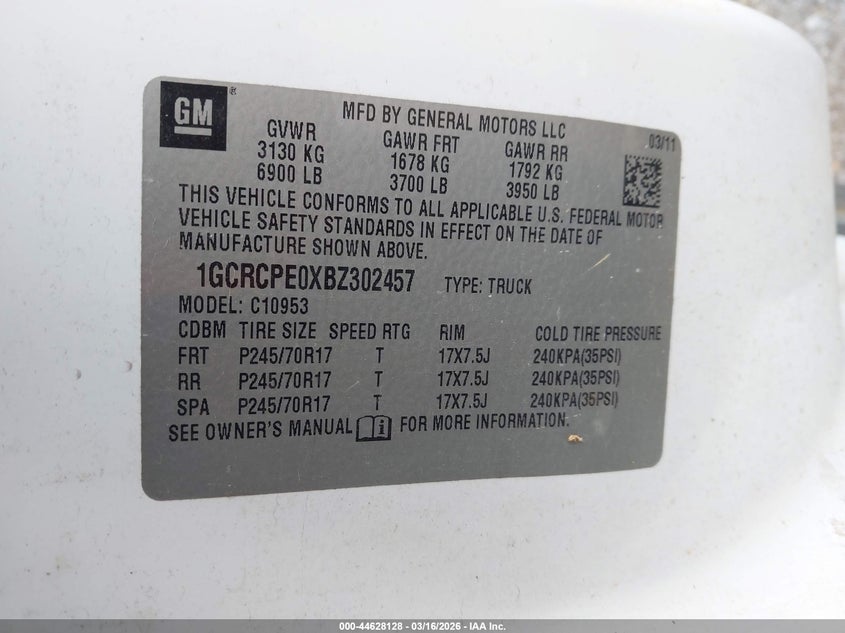 GM®
MFD BY GENERAL MOTORS LLC
03/11
GVWR GAWR FRT GAWR RR
3130 KG 1678 KG 1792 KG
6900 LB 3700 LB 3950 LB
THIS VEHICLE CONFORMS TO ALL APPLICABLE U.S. FEDERAL MOTOR
VEHICLE SAFETY STANDARDS IN EFFECT ON THE DATE OF
MANUFACTURE SHOWN ABOVE.
1GCRCPE0XBZ302457 TYPE: TRUCK
MODEL: C10953
CDBM TIRE SIZE SPEED RTG RIM COLD TIRE PRESSURE
FRT P245/70R17 T 17X7.5J 240KPA(35PSI)
RR P245/70R17 T 17X7.5J 240KPA(35PSI)
SPA P245/70R17 T 17X7.5J 240KPA(35PSI)
SEE OWNER'S MANUAL i FOR MORE INFORMATION.
000-44628128 - 03/16/2026 - IAA Inc.